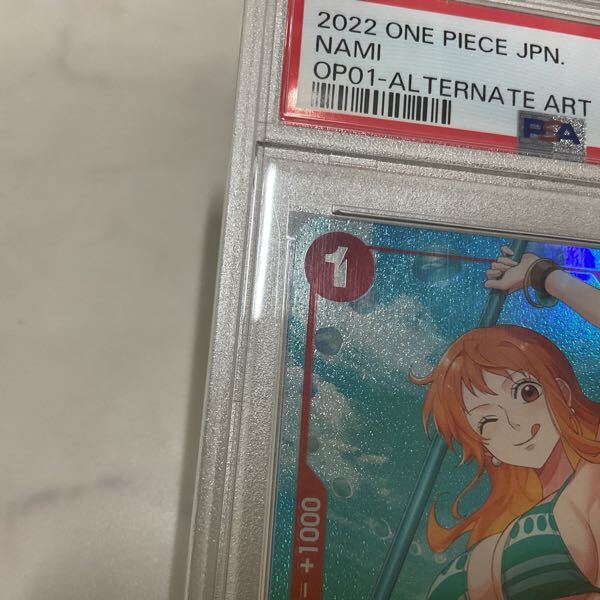 2022 ONE PIECE JPN.
NAMI
OP01-ALTERNATE ART
PSA
1
+1000